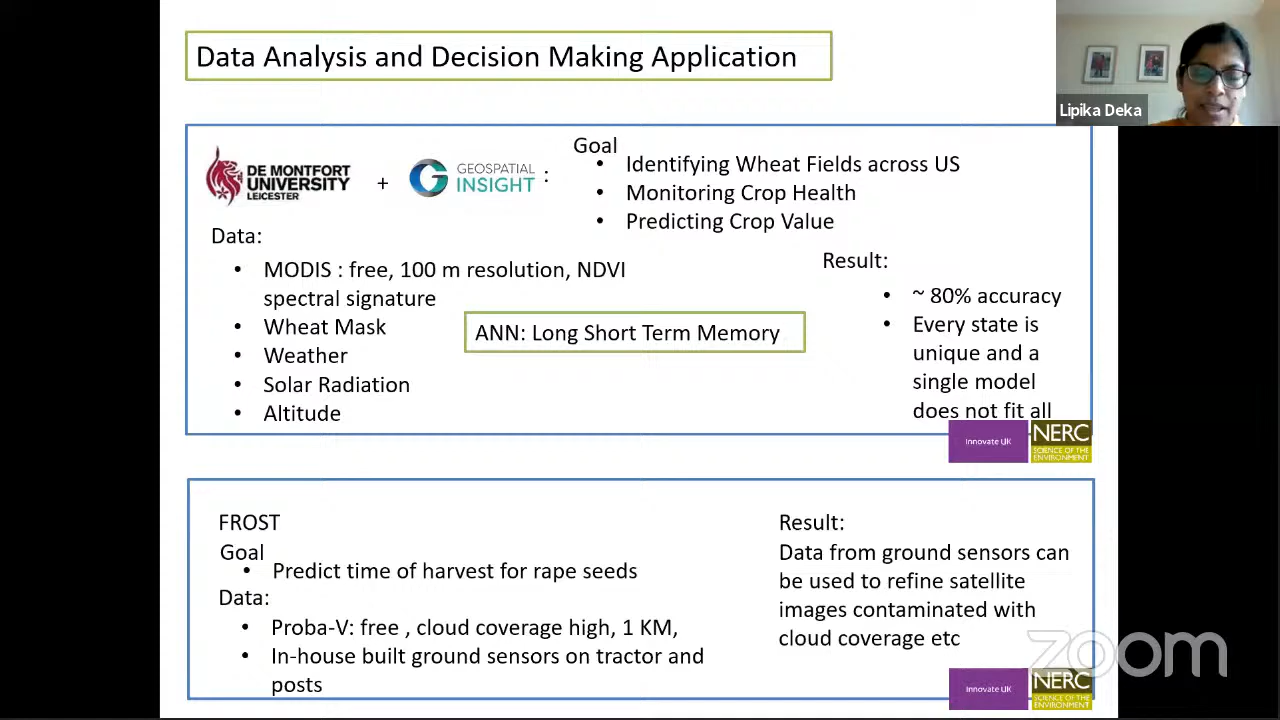 Data Analysis and Decision Making Application
Lipika Deka
DE MONTFORT
UNIVERSITY
LEICESTER
+
GEOSPATIAL
INSIGHT
:
Goal
• Identifying Wheat Fields across US
• Monitoring Crop Health
• Predicting Crop Value
Data:
• MODIS : free, 100 m resolution, NDVI
spectral signature
• Wheat Mask
• Weather
• Solar Radiation
• Altitude
ANN: Long Short Term Memory
Result:
• ~ 80% accuracy
• Every state is
unique and a
single model
does not fit all
Innovate UK
NERC
SCIENCE OF THE
ENVIRONMENT
FROST
Goal
• Predict time of harvest for rape seeds
Data:
• Proba-V: free , cloud coverage high, 1 KM,
• In-house built ground sensors on tractor and
posts
Result:
Data from ground sensors can
be used to refine satellite
images contaminated with
cloud coverage etc
zoom
Innovate UK
NERC
SCIENCE OF THE
ENVIRONMENT